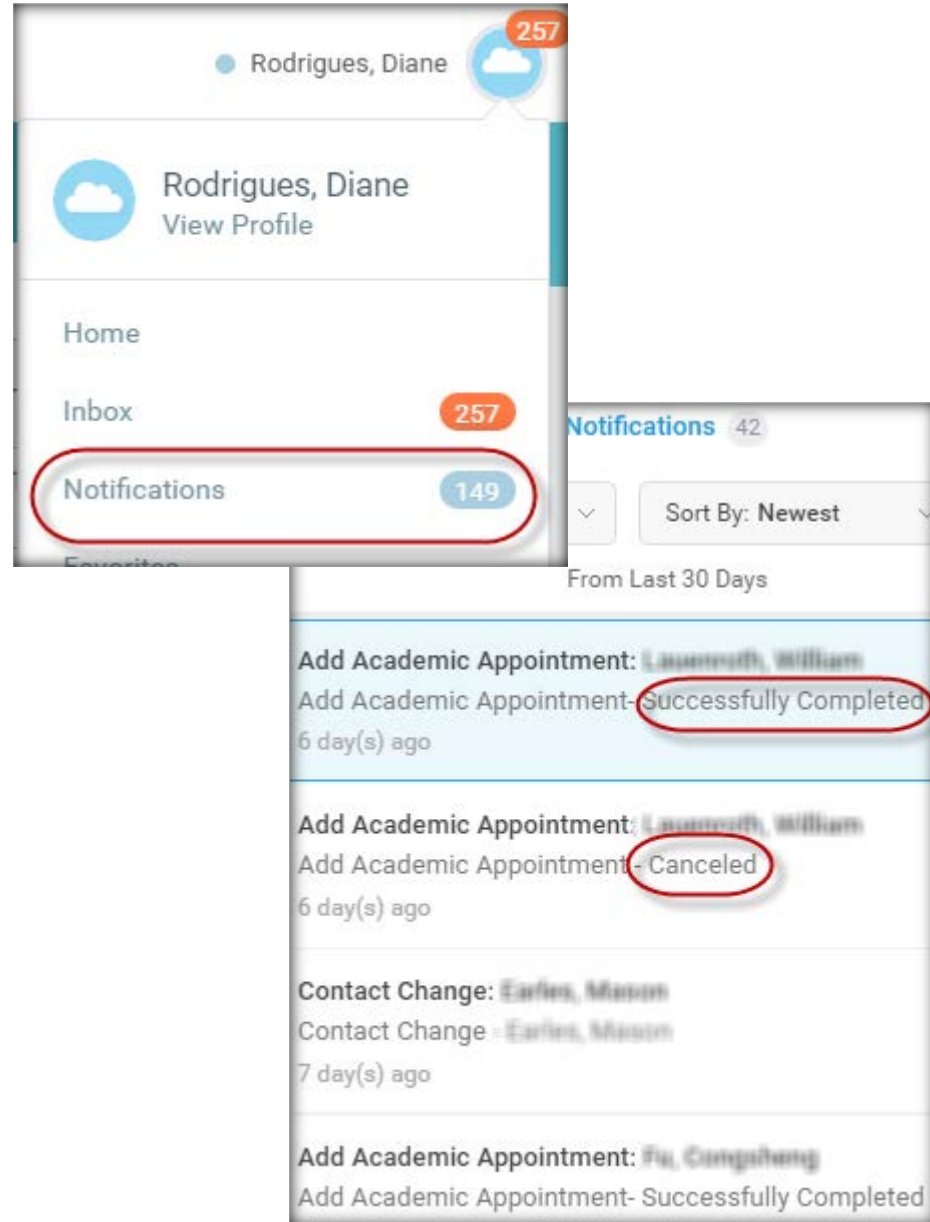 257
Rodrigues, Diane
Rodrigues, Diane
View Profile
Home
Inbox 257
Notifications 149
Favorites
Notifications 42
Sort By: Newest
From Last 30 Days
Add Academic Appointment:
Add Academic Appointment- Successfully Completed
6 day(s) ago
Add Academic Appointment:
Add Academic Appointment - Canceled
6 day(s) ago
Contact Change:
Contact Change -
7 day(s) ago
Add Academic Appointment:
Add Academic Appointment- Successfully Completed